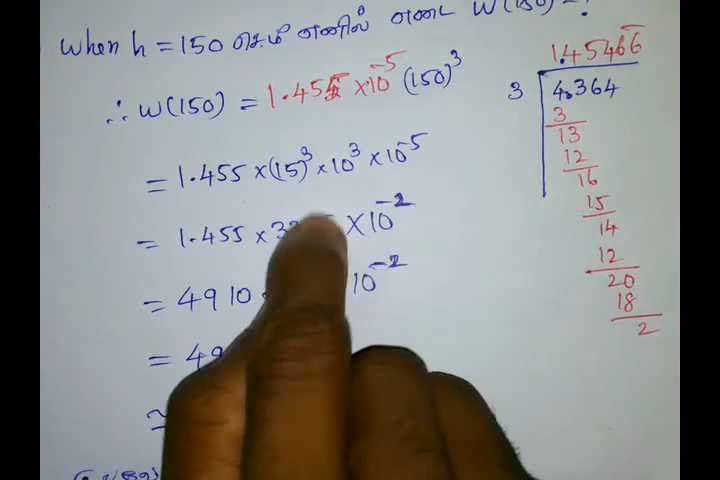 When h = 150 செமீ எனில் எடை W(150) = ?
∴ W(150) = 1.455 × 10⁻⁵ (150)³
= 1.455 × (15)³ × 10³ × 10⁻⁵
= 1.455 × × 10⁻²
= 4910 10⁻²
= 49
≅
1.45466
3 4.364
3
13
12
16
15
14
12
20
18
2